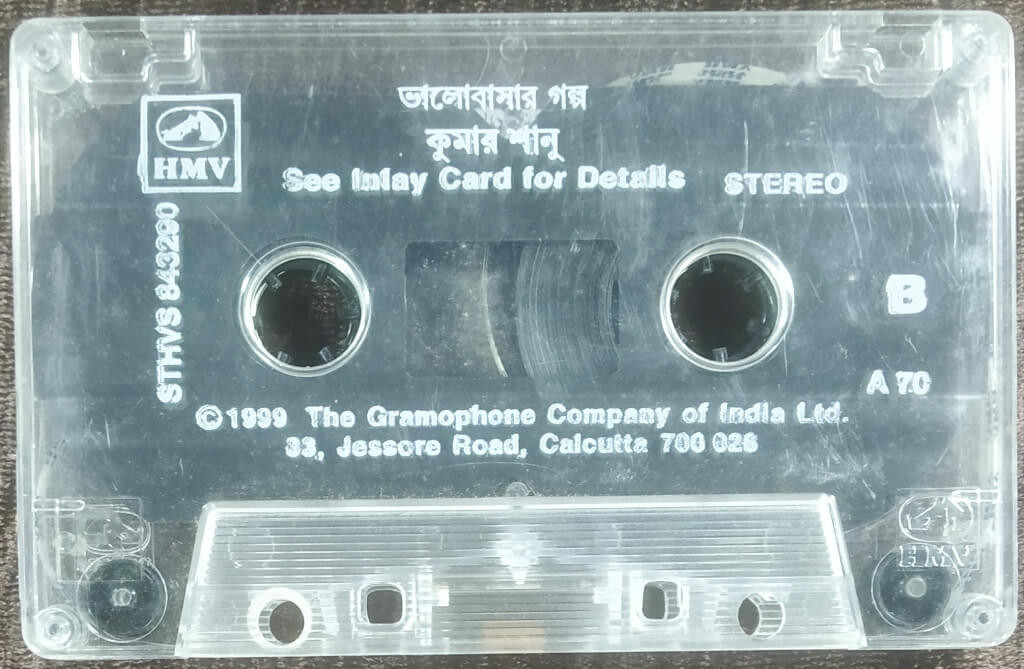 ভালোবাসার গল্প
কুমার শানু
HMV
See Inlay Card for Details
STEREO
STHVS 843290
B
A 70
©1999 The Gramophone Company of India Ltd.
33, Jessore Road, Calcutta 700 028
HMV